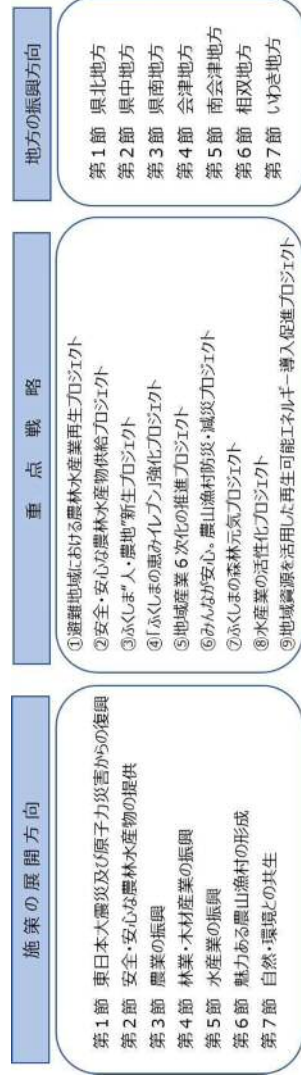 施策の展開方向
第1節 東日本大震災及び原子力災害からの復興
第2節 安全・安心な農林水産物の提供
第3節 農業の振興
第4節 林業・木材産業の振興
第5節 水産業の振興
第6節 魅力ある農山漁村の形成
第7節 自然・環境との共生
重点戦略
①避難地域における農林水産業再生プロジェクト
・②安全・安心な農林水産物供給プロジェクト
③ふくしま“人・農地”新生プロジェクト
④「ふくしまの恵みイレブン」強化プロジェクト
⑤地域産業６次化の推進プロジェクト
⑥みんなが安心。農山漁村防災・減災プロジェクト
⑦ふくしまの森林元気プロジェクト
⑧水産業の活性化プロジェクト
⑨地域資源を活用した再生可能エネルギー導入促進プロジェクト
地方の振興方向
第1節 県北地方
第2節 県中地方
第3節 県南地方
第4節 会津地方
第5節 南会津地方
第6節 相双地方
第7節 いわき地方